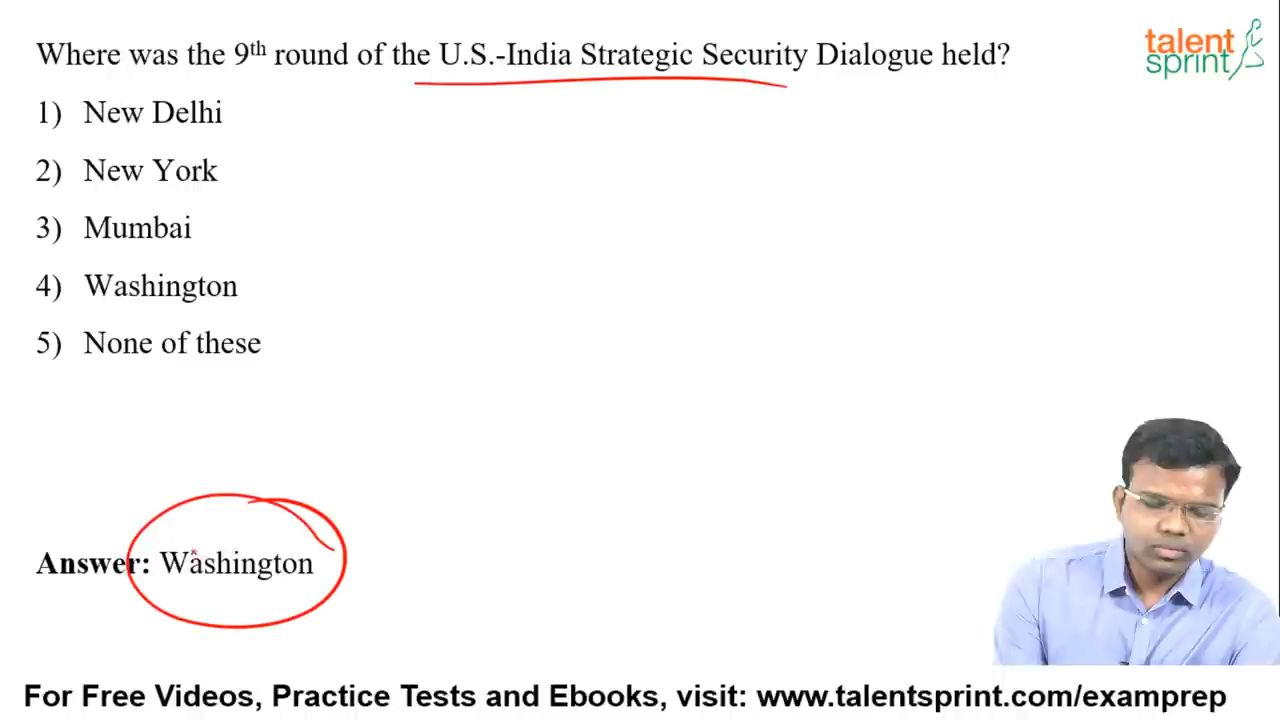 Where was the 9th round of the U.S.-India Strategic Security Dialogue held?
talent
sprint
1) New Delhi
2) New York
3) Mumbai
4) Washington
5) None of these
Answer: Washington
For Free Videos, Practice Tests and Ebooks, visit: www.talentsprint.com/examprep